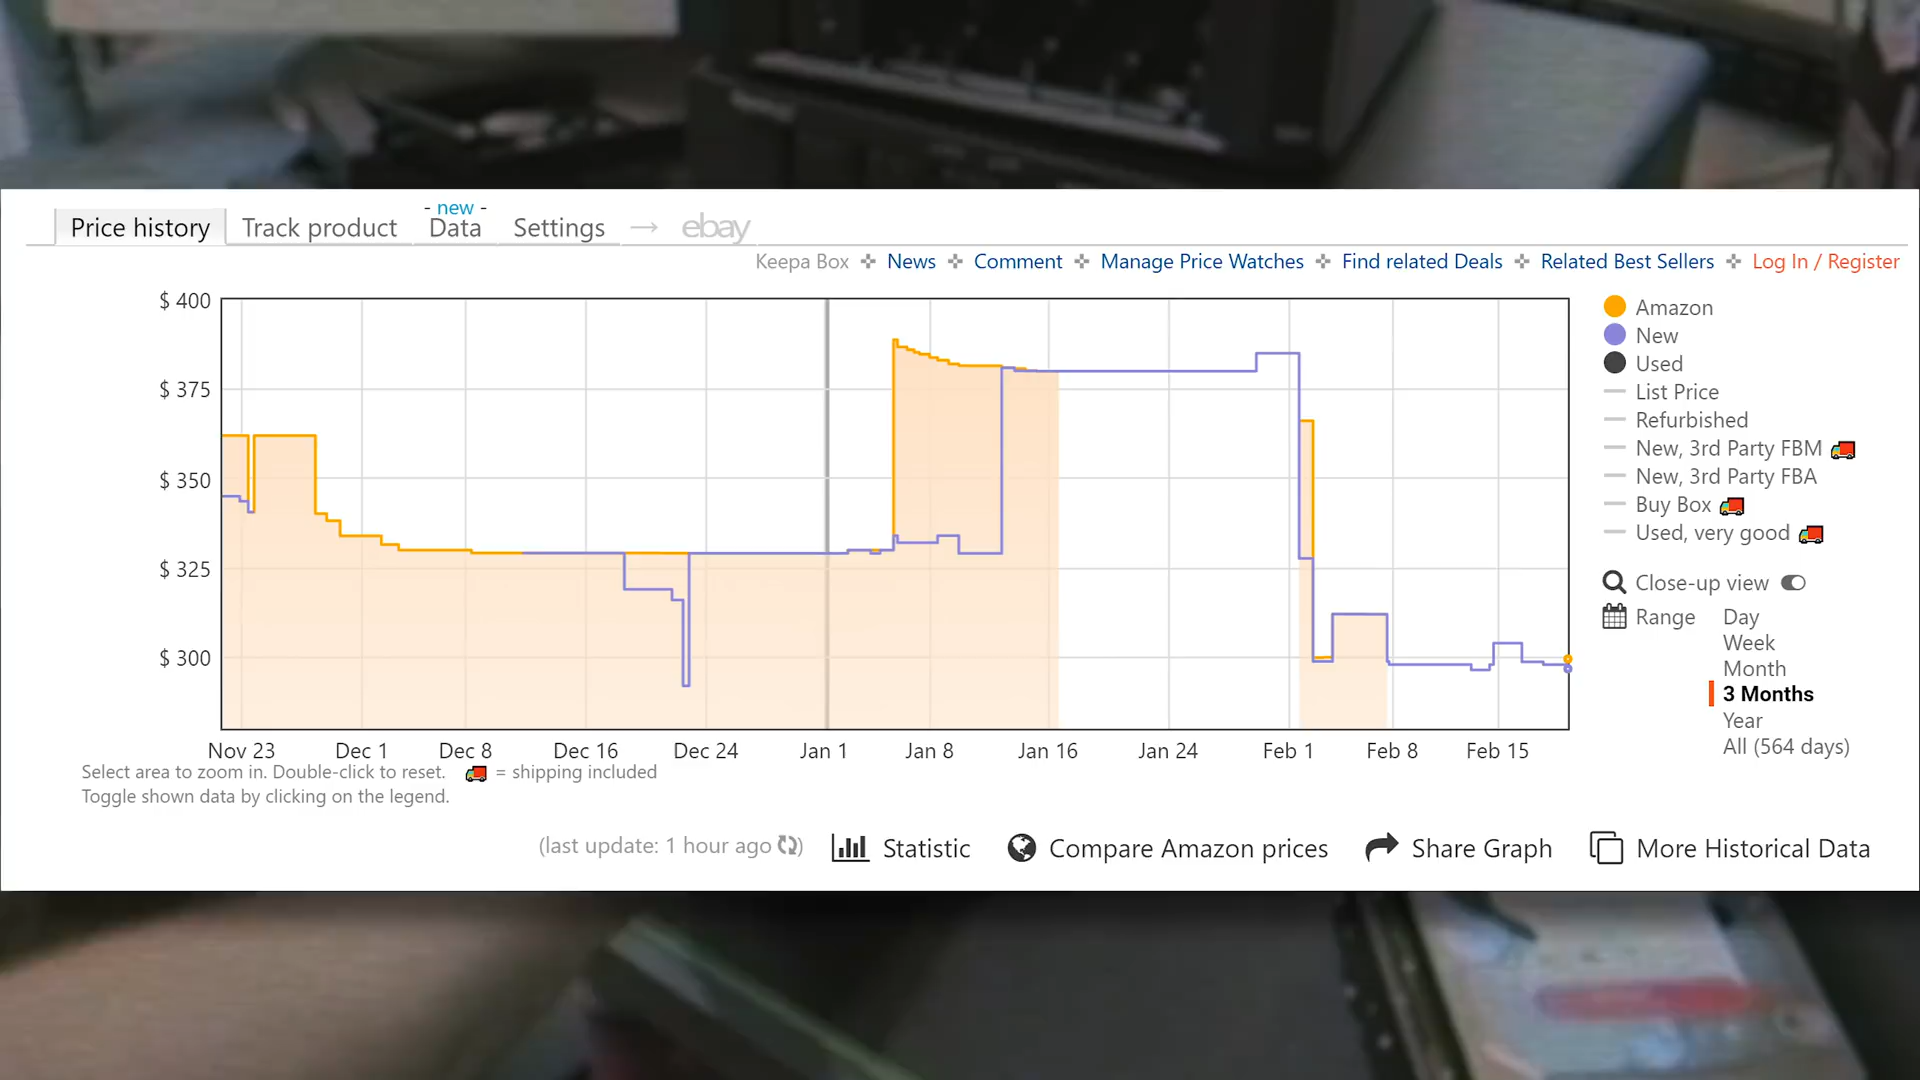 - new -
Price history Track product Data Settings → ebay
Keepa Box News Comment Manage Price Watches Find related Deals Related Best Sellers Log In / Register
$ 400
$ 375
$ 350
$ 325
$ 300
Nov 23 Dec 1 Dec 8 Dec 16 Dec 24 Jan 1 Jan 8 Jan 16 Jan 24 Feb 1 Feb 8 Feb 15
Amazon
New
Used
List Price
Refurbished
New, 3rd Party FBM
New, 3rd Party FBA
Buy Box
Used, very good
Close-up view
Range Day
Week
Month
3 Months
Year
All (564 days)
Select area to zoom in. Double-click to reset. = shipping included
Toggle shown data by clicking on the legend.
(last update: 1 hour ago ) Statistic Compare Amazon prices Share Graph More Historical Data